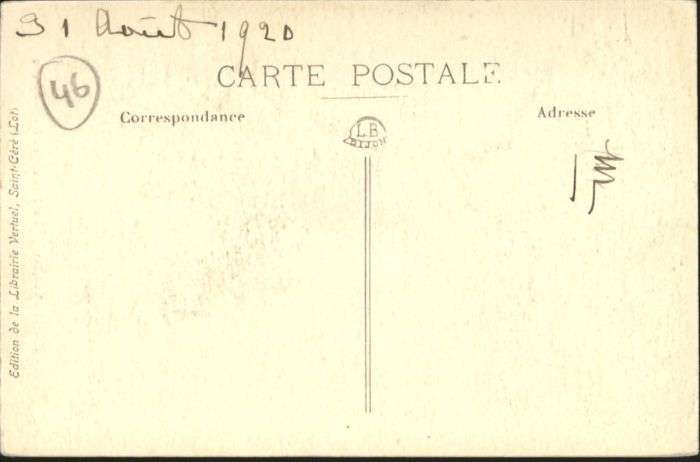 31 Août 1920
CARTE POSTALE
46
Correspondance
Adresse
LB
DIJON
Edition de la Librairie Vertuel, Saint-Céré (Lot)